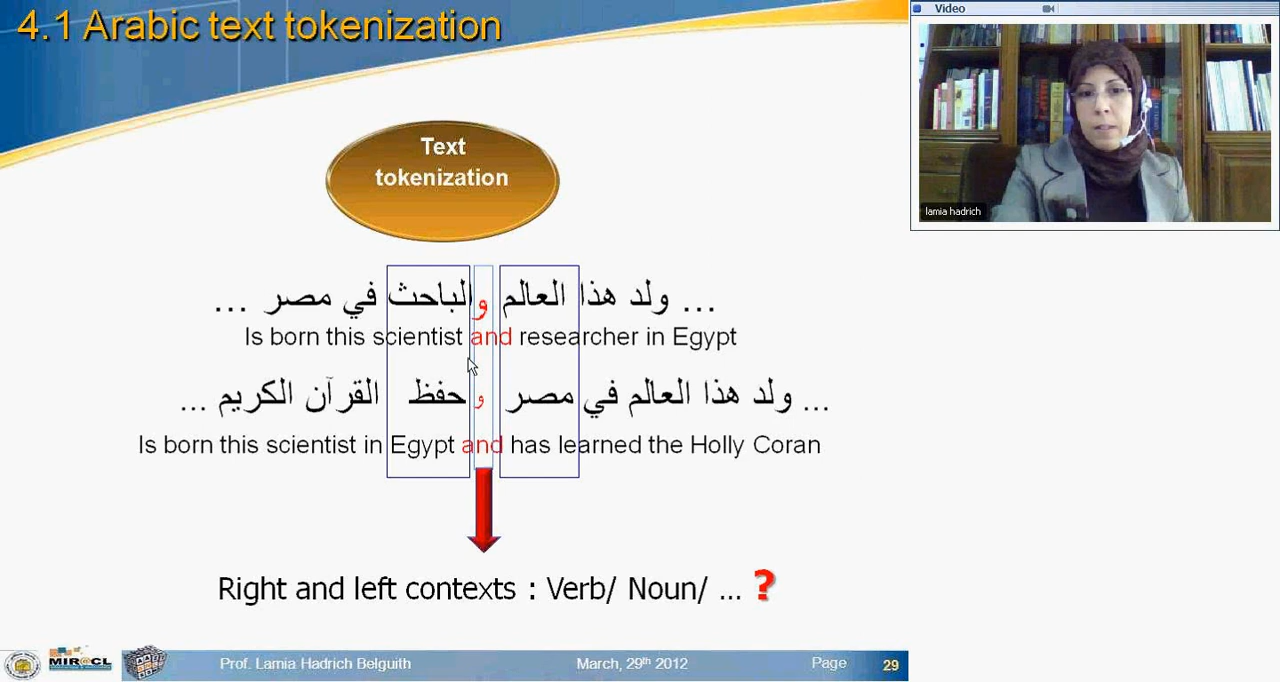 4.1 Arabic text tokenization
Video
lamia hadrich
Text
tokenization
... ولد هذا العالم والباحث في مصر ...
Is born this scientist and researcher in Egypt
... ولد هذا العالم في مصر و حفظ القرآن الكريم ...
Is born this scientist in Egypt and has learned the Holly Coran
Right and left contexts : Verb/ Noun/ ... ?
MIR@CL
Prof. Lamia Hadrich Belguith
March, 29th 2012
Page
29